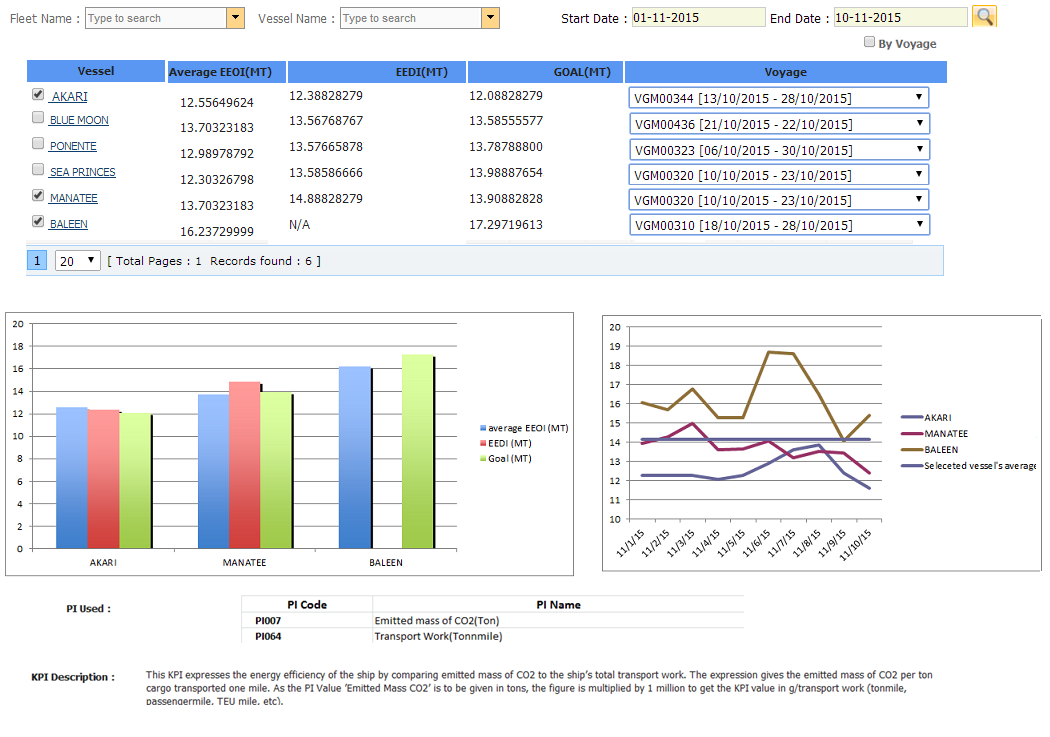 Fleet Name : Type to search Vessel Name : Type to search Start Date : 01-11-2015 End Date : 10-11-2015
By Voyage
Vessel Average EEOI(MT) EEDI(MT) GOAL(MT) Voyage
AKARI 12.55649624 12.38828279 12.08828279 VGM00344 [13/10/2015 - 28/10/2015]
BLUE MOON 13.70323183 13.56768767 13.58555577 VGM00436 [21/10/2015 - 22/10/2015]
PONENTE 12.98978792 13.57665878 13.78788800 VGM00323 [06/10/2015 - 30/10/2015]
SEA PRINCES 12.30326798 13.58586666 13.98887654 VGM00320 [10/10/2015 - 23/10/2015]
MANATEE 13.70323183 14.88828279 13.90882828 VGM00320 [10/10/2015 - 23/10/2015]
BALEEN 16.23729999 N/A 17.29719613 VGM00310 [18/10/2015 - 28/10/2015]
1 20 [ Total Pages : 1 Records found : 6 ]
20
18
16
14
12
10
8
6
4
2
0
AKARI MANATEE BALEEN
average EEOI (MT)
EEDI (MT)
Goal (MT)
20
19
18
17
16
15
14
13
12
11
10
11/1/15 11/2/15 11/3/15 11/4/15 11/5/15 11/6/15 11/7/15 11/8/15 11/9/15 11/10/15
AKARI
MANATEE
BALEEN
Seleceted vessel's average
PI Used : PI Code PI Name
PI007 Emitted mass of CO2(Ton)
PI064 Transport Work(Tonnmile)
KPI Description : This KPI expresses the energy efficiency of the ship by comparing emitted mass of CO2 to the ship's total transport work. The expression gives the emitted mass of CO2 per ton
cargo transported one mile. As the PI Value 'Emitted Mass CO2' is to be given in tons, the figure is multiplied by 1 million to get the KPI value in g/transport work (tonmile,
passengermile, TEU mile, etc).